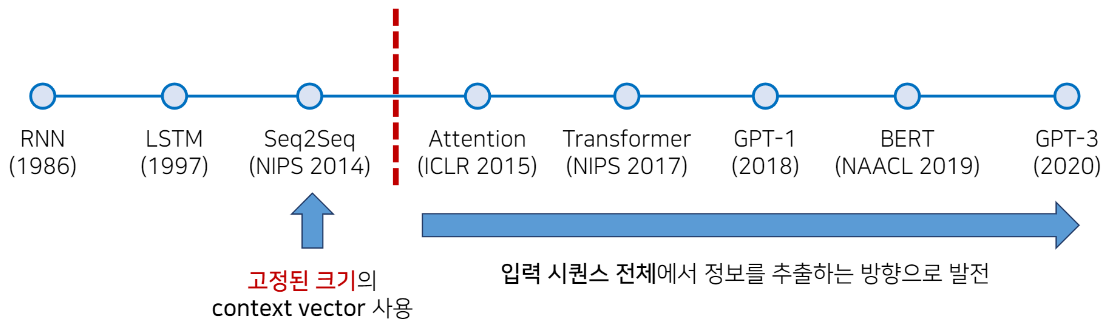 RNN
(1986)
LSTM
(1997)
Seq2Seq
(NIPS 2014)
Attention
(ICLR 2015)
Transformer
(NIPS 2017)
GPT-1
(2018)
BERT
(NAACL 2019)
GPT-3
(2020)
고정된 크기의
context vector 사용
입력 시퀀스 전체에서 정보를 추출하는 방향으로 발전